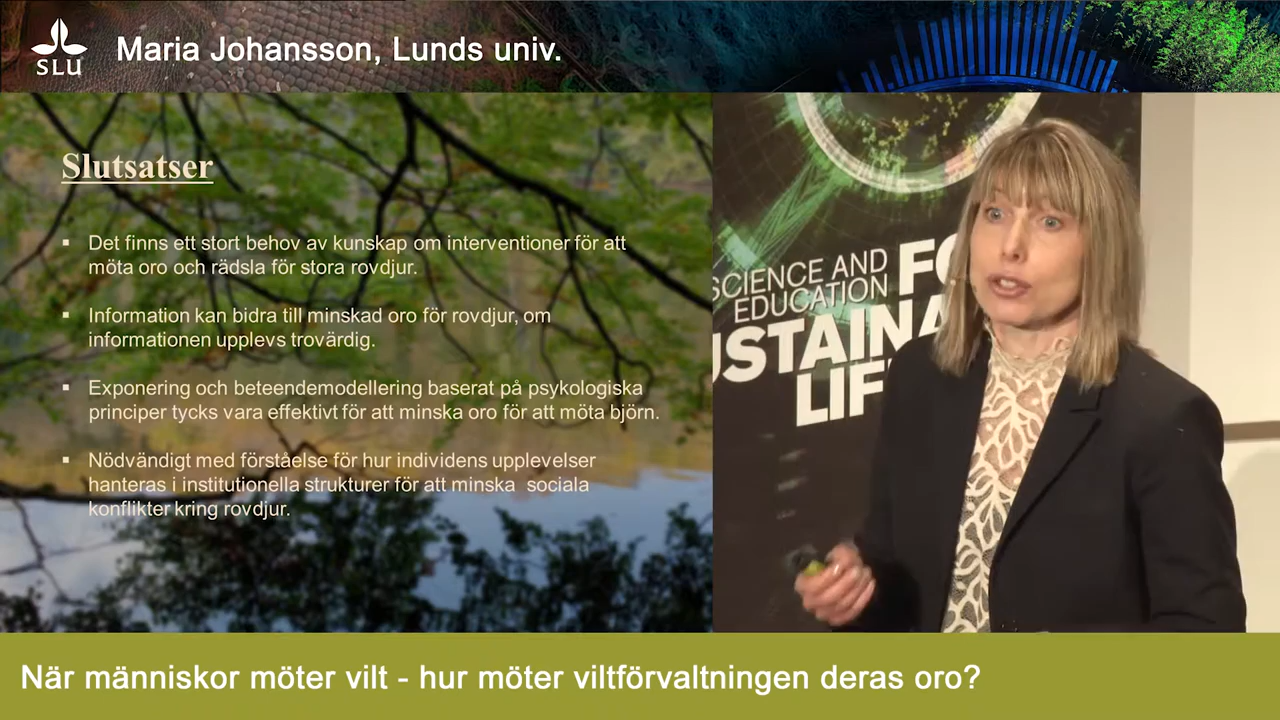 SLU
Maria Johansson, Lunds univ.
Slutsatser
▪ Det finns ett stort behov av kunskap om interventioner för att
möta oro och rädsla för stora rovdjur.
▪ Information kan bidra till minskad oro för rovdjur, om
informationen upplevs trovärdig.
▪ Exponering och beteendemodellering baserat på psykologiska
principer tycks vara effektivt för att minska oro för att möta björn.
▪ Nödvändigt med förståelse för hur individens upplevelser
hanteras i institutionella strukturer för att minska  sociala
konflikter kring rovdjur.
SCIENCE AND
EDUCATION
När människor möter vilt - hur möter viltförvaltningen deras oro?